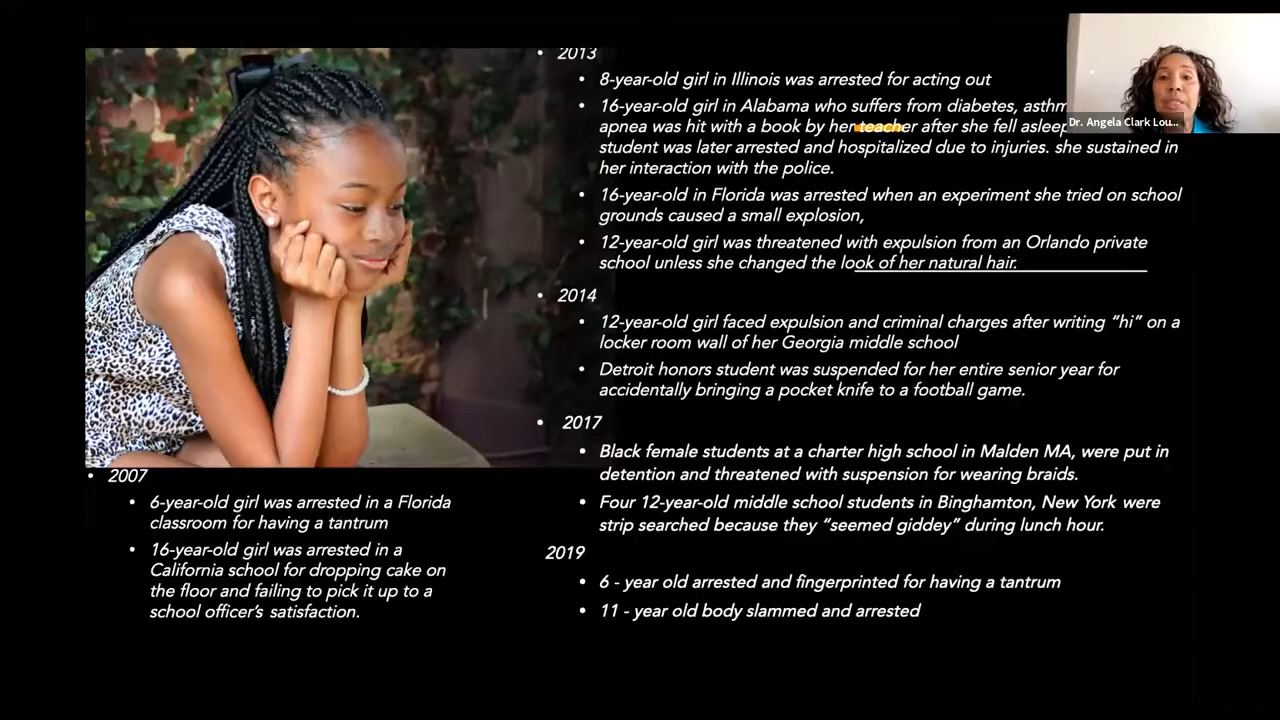 2013
8-year-old girl in Illinois was arrested for acting out
16-year-old girl in Alabama who suffers from diabetes, asthm
apnea was hit with a book by her teacher after she fell asleep
student was later arrested and hospitalized due to injuries. she sustained in
her interaction with the police.
16-year-old in Florida was arrested when an experiment she tried on school
grounds caused a small explosion,
12-year-old girl was threatened with expulsion from an Orlando private
school unless she changed the look of her natural hair.
2014
12-year-old girl faced expulsion and criminal charges after writing “hi” on a
locker room wall of her Georgia middle school
Detroit honors student was suspended for her entire senior year for
accidentally bringing a pocket knife to a football game.
2017
Black female students at a charter high school in Malden MA, were put in
detention and threatened with suspension for wearing braids.
Four 12-year-old middle school students in Binghamton, New York were
strip searched because they “seemed giddey” during lunch hour.
2019
6 - year old arrested and fingerprinted for having a tantrum
11 - year old body slammed and arrested
2007
6-year-old girl was arrested in a Florida
classroom for having a tantrum
16-year-old girl was arrested in a
California school for dropping cake on
the floor and failing to pick it up to a
school officer’s satisfaction.
Dr. Angela Clark Lou...